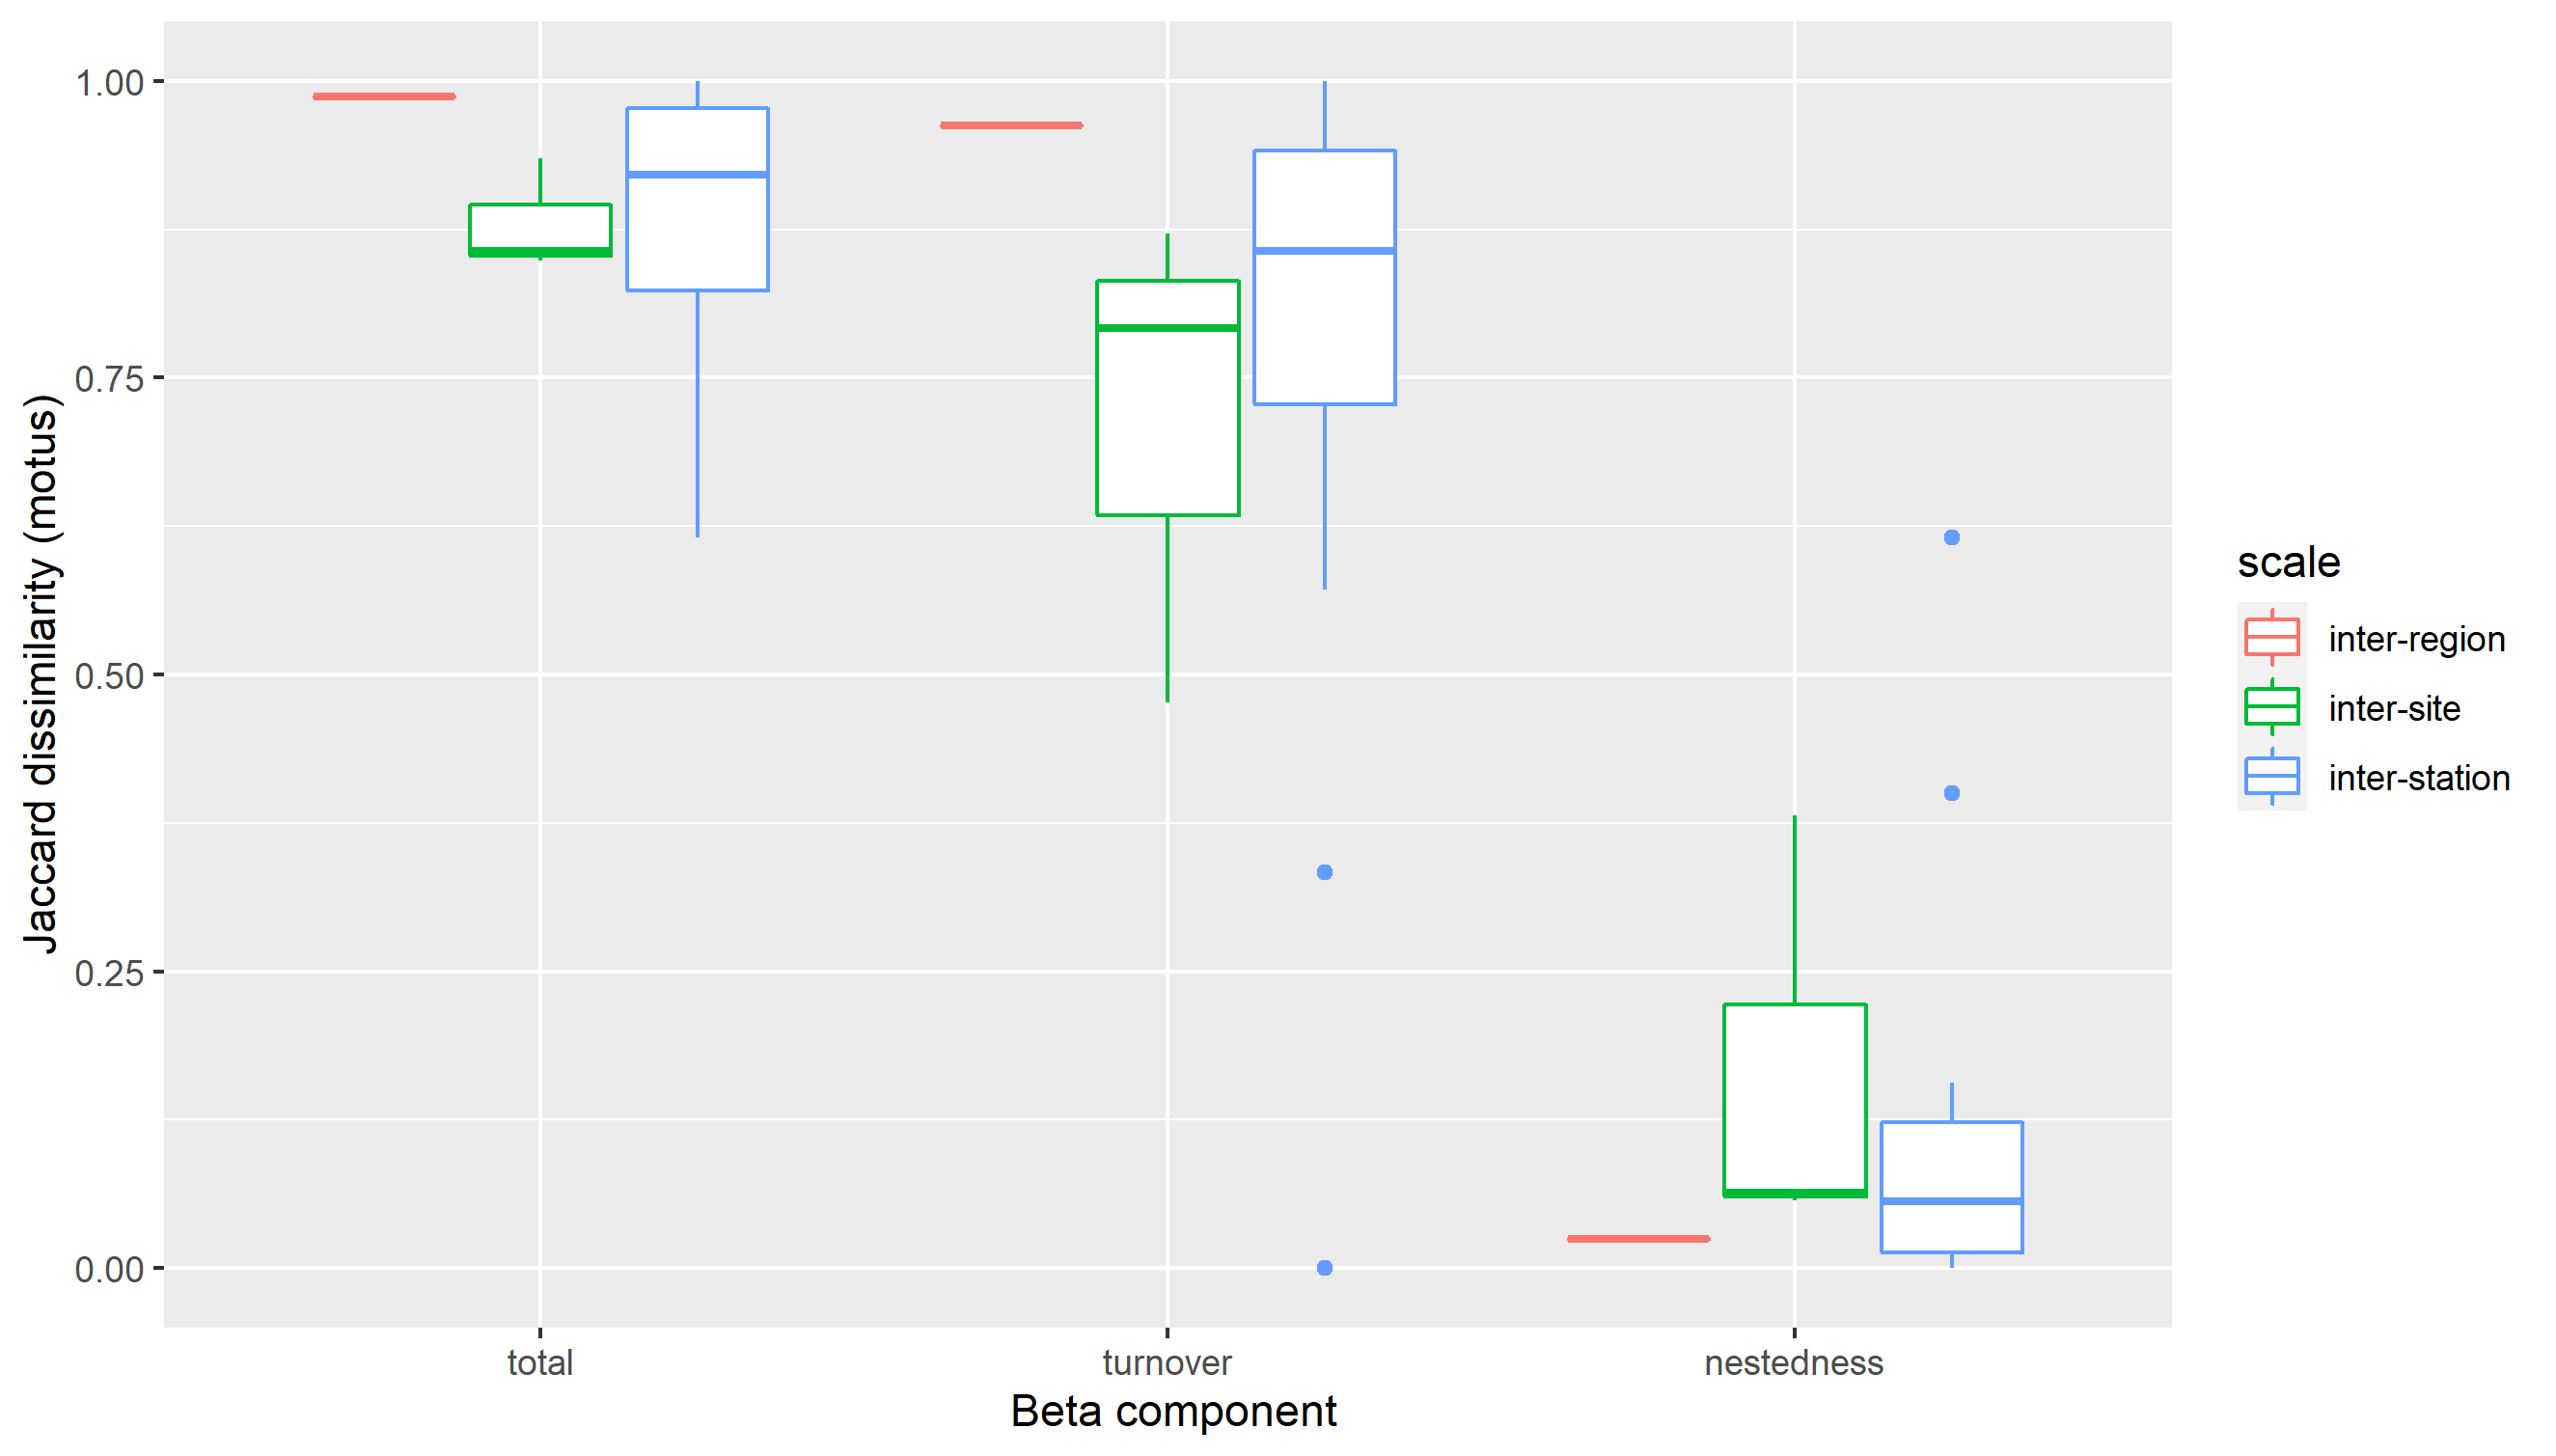 Jaccard dissimilarity (motus)
1.00
0.75
0.50
0.25
0.00
total
turnover
nestedness
Beta component
scale
inter-region
inter-site
inter-station